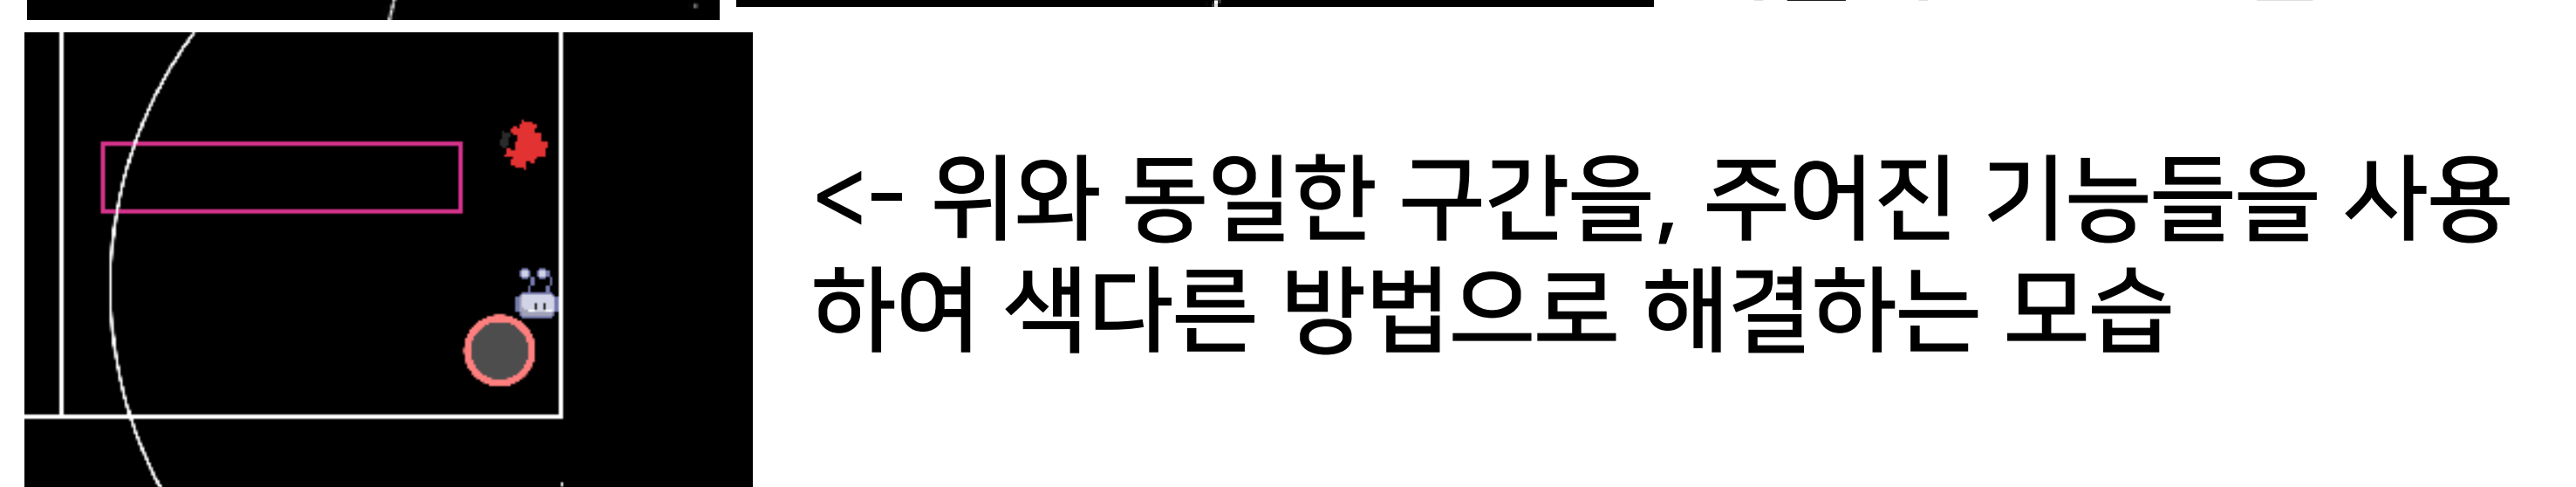 <- 위와 동일한 구간을, 주어진 기능들을 사용
하여 색다른 방법으로 해결하는 모습